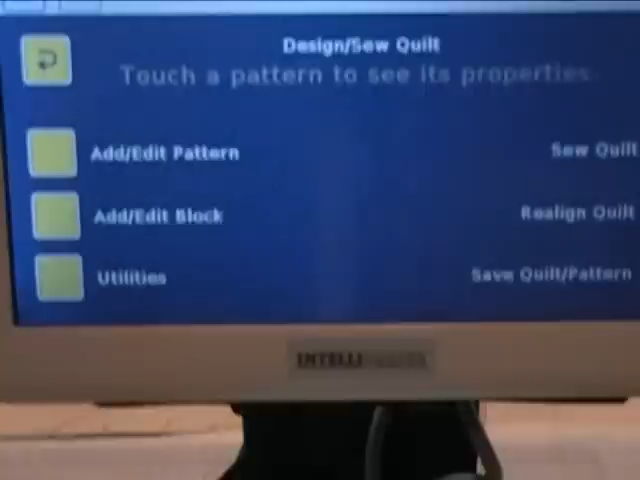 Design/Sew Quilt
Touch a pattern to see its properties.
Add/Edit Pattern
Sew Quilt
Add/Edit Block
Realign Quilt
Utilities
Save Quilt/Pattern
INTELLI